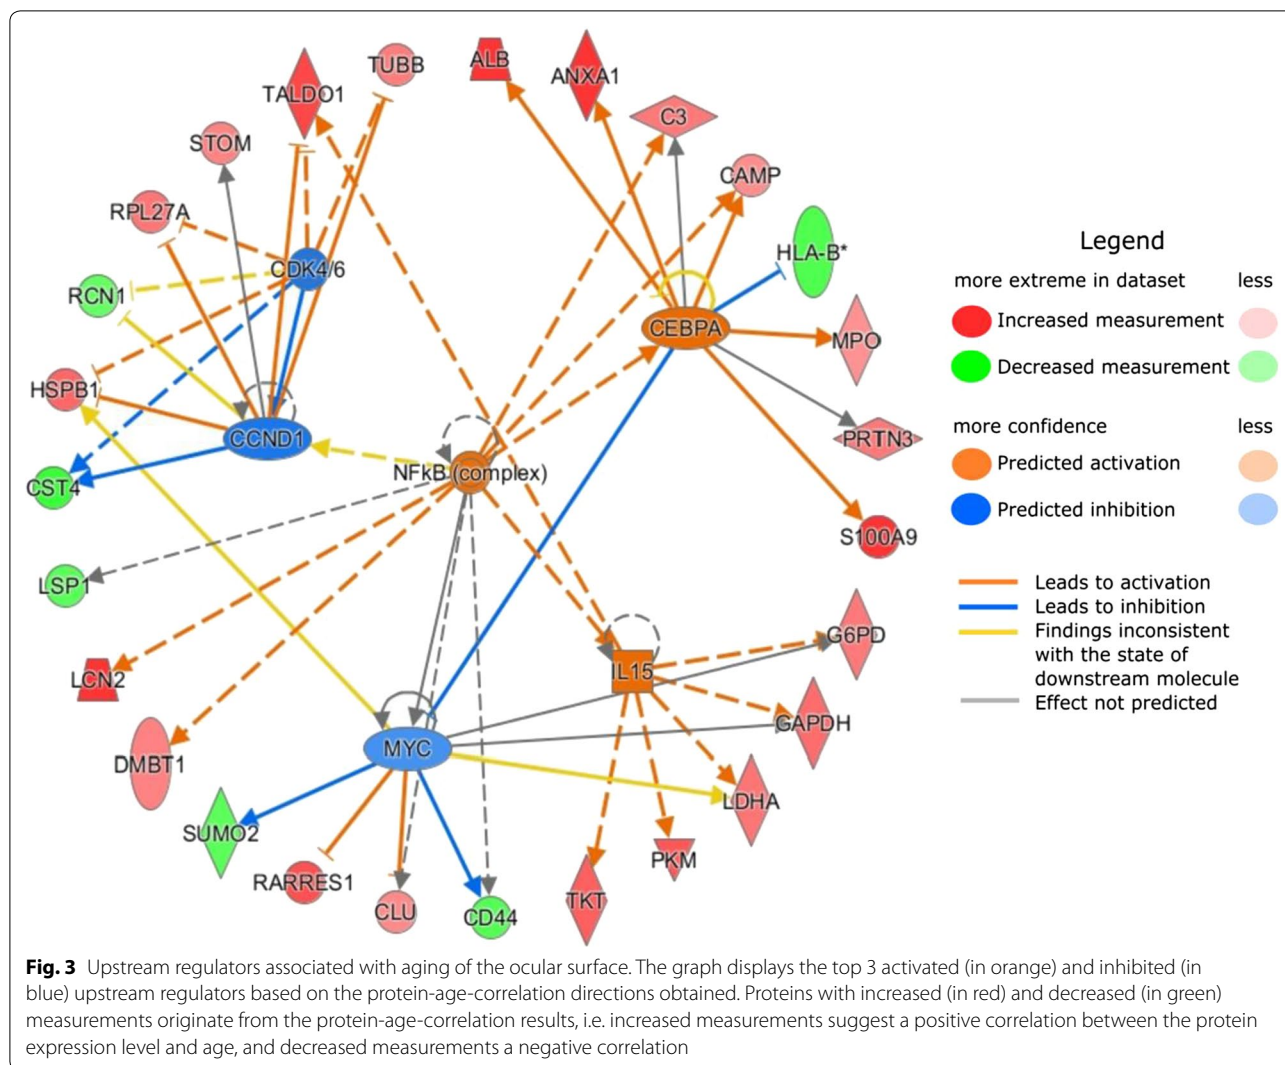 TUBB
ALB
ANXA1
TALDO1
C3
STOM
CAMP
RPL27A
HLA-B*
CDK4/6
RCN1
CEBPA
MPO
HSPB1
CCND1
PRTN3
NFkB (complex)
CST4
S100A9
LSP1
G6PD
IL15
LCN2
GAPDH
MYC
DMBT1
LDHA
SUMO2
PKM
RARRES1
TKT
CLU
CD44
Legend
more extreme in dataset less
Increased measurement
Decreased measurement
more confidence less
Predicted activation
Predicted inhibition
Leads to activation
Leads to inhibition
Findings inconsistent
with the state of
downstream molecule
Effect not predicted
Fig. 3 Upstream regulators associated with aging of the ocular surface. The graph displays the top 3 activated (in orange) and inhibited (in
blue) upstream regulators based on the protein-age-correlation directions obtained. Proteins with increased (in red) and decreased (in green)
measurements originate from the protein-age-correlation results, i.e. increased measurements suggest a positive correlation between the protein
expression level and age, and decreased measurements a negative correlation